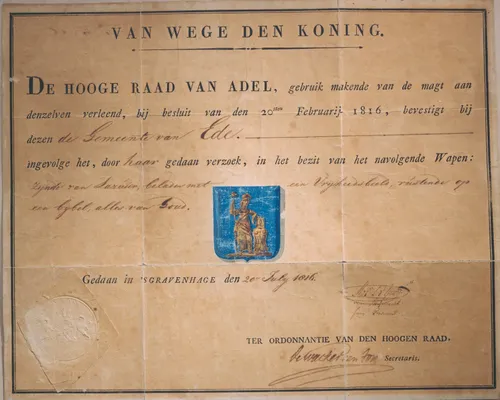 VAN WEGE DEN KONING.
DE HOOGE RAAD VAN ADEL, gebruik makende van de magt aan
denzelven verleend, bij besluit van den 20sten Februarij 1816, bevestigt bij
dezen de Gemeente van Ede.
ingevolge het, door haar gedaan verzoek, in het bezit van het navolgende Wapen:
zijnde van Lazuur, beladen met een Vrijheidsbeeld, rustende op
een bijbel, alles van Goud.
Gedaan in 'SGRAVENHAGE den 20 July 1816
TER ORDONNANTIE VAN DEN HOOGEN RAAD.
Secretaris.